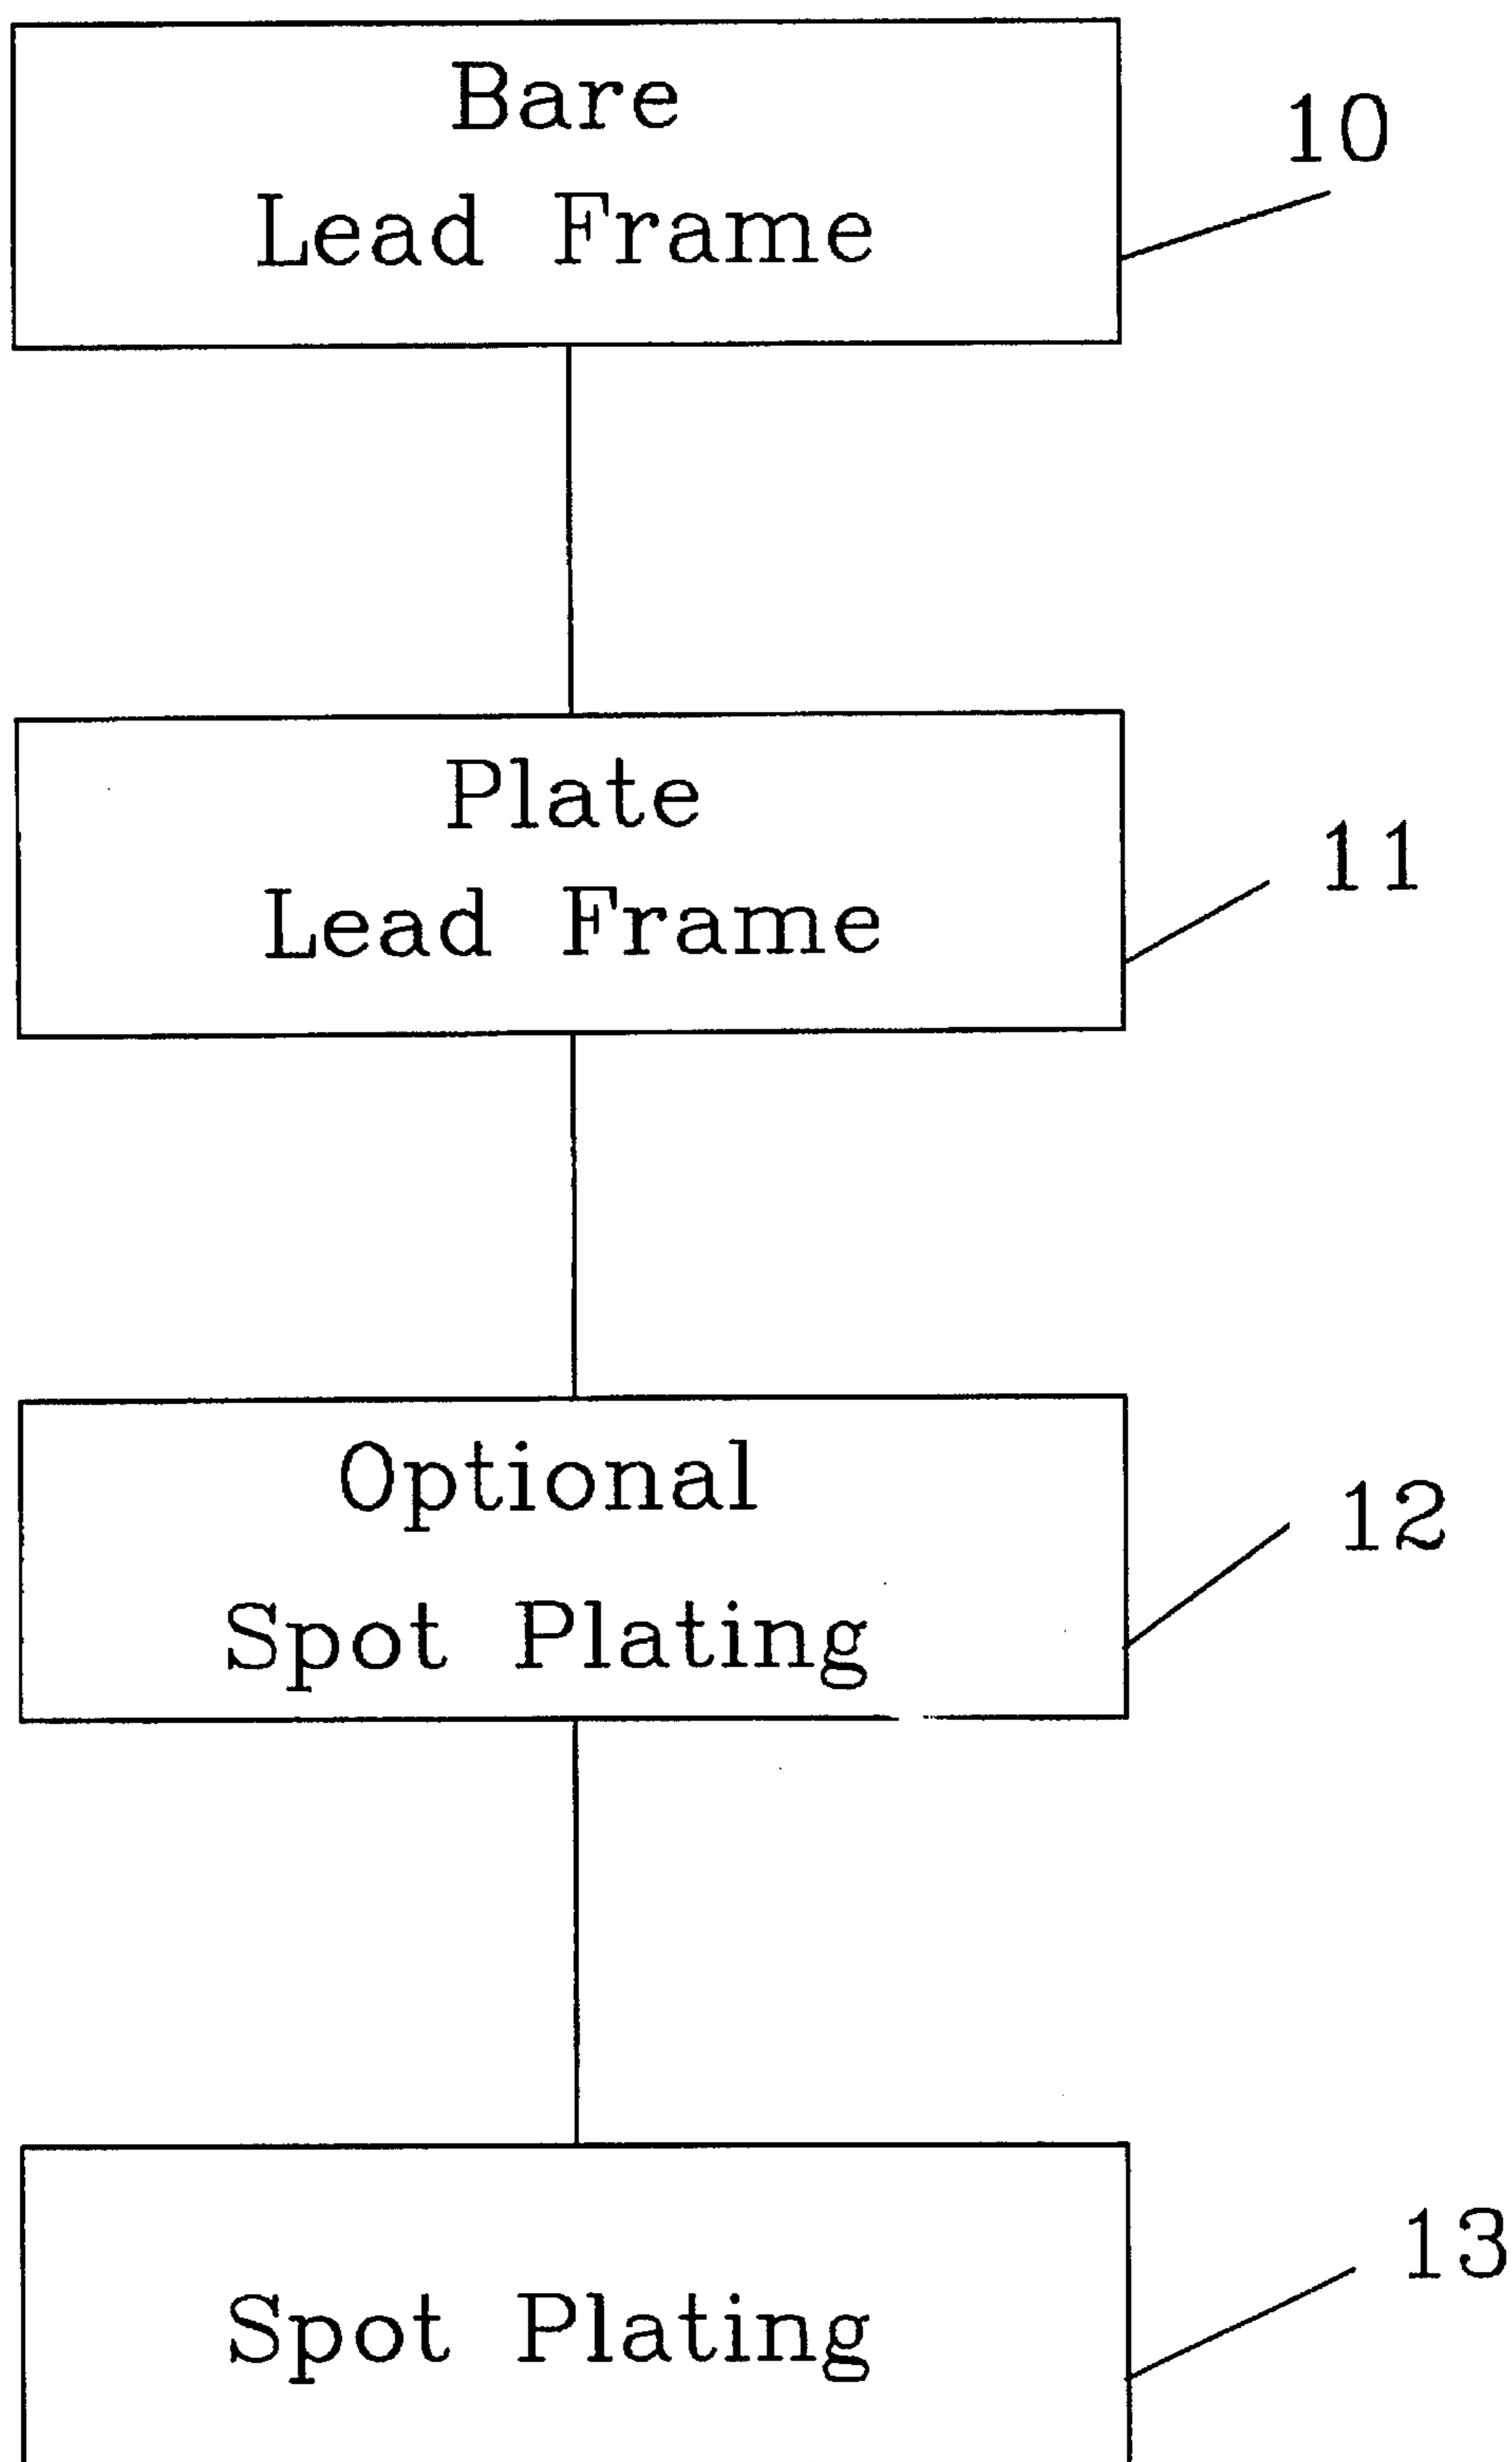 Bare
Lead Frame
10
Plate
Lead Frame
11
Optional
Spot Plating
12
Spot Plating
13